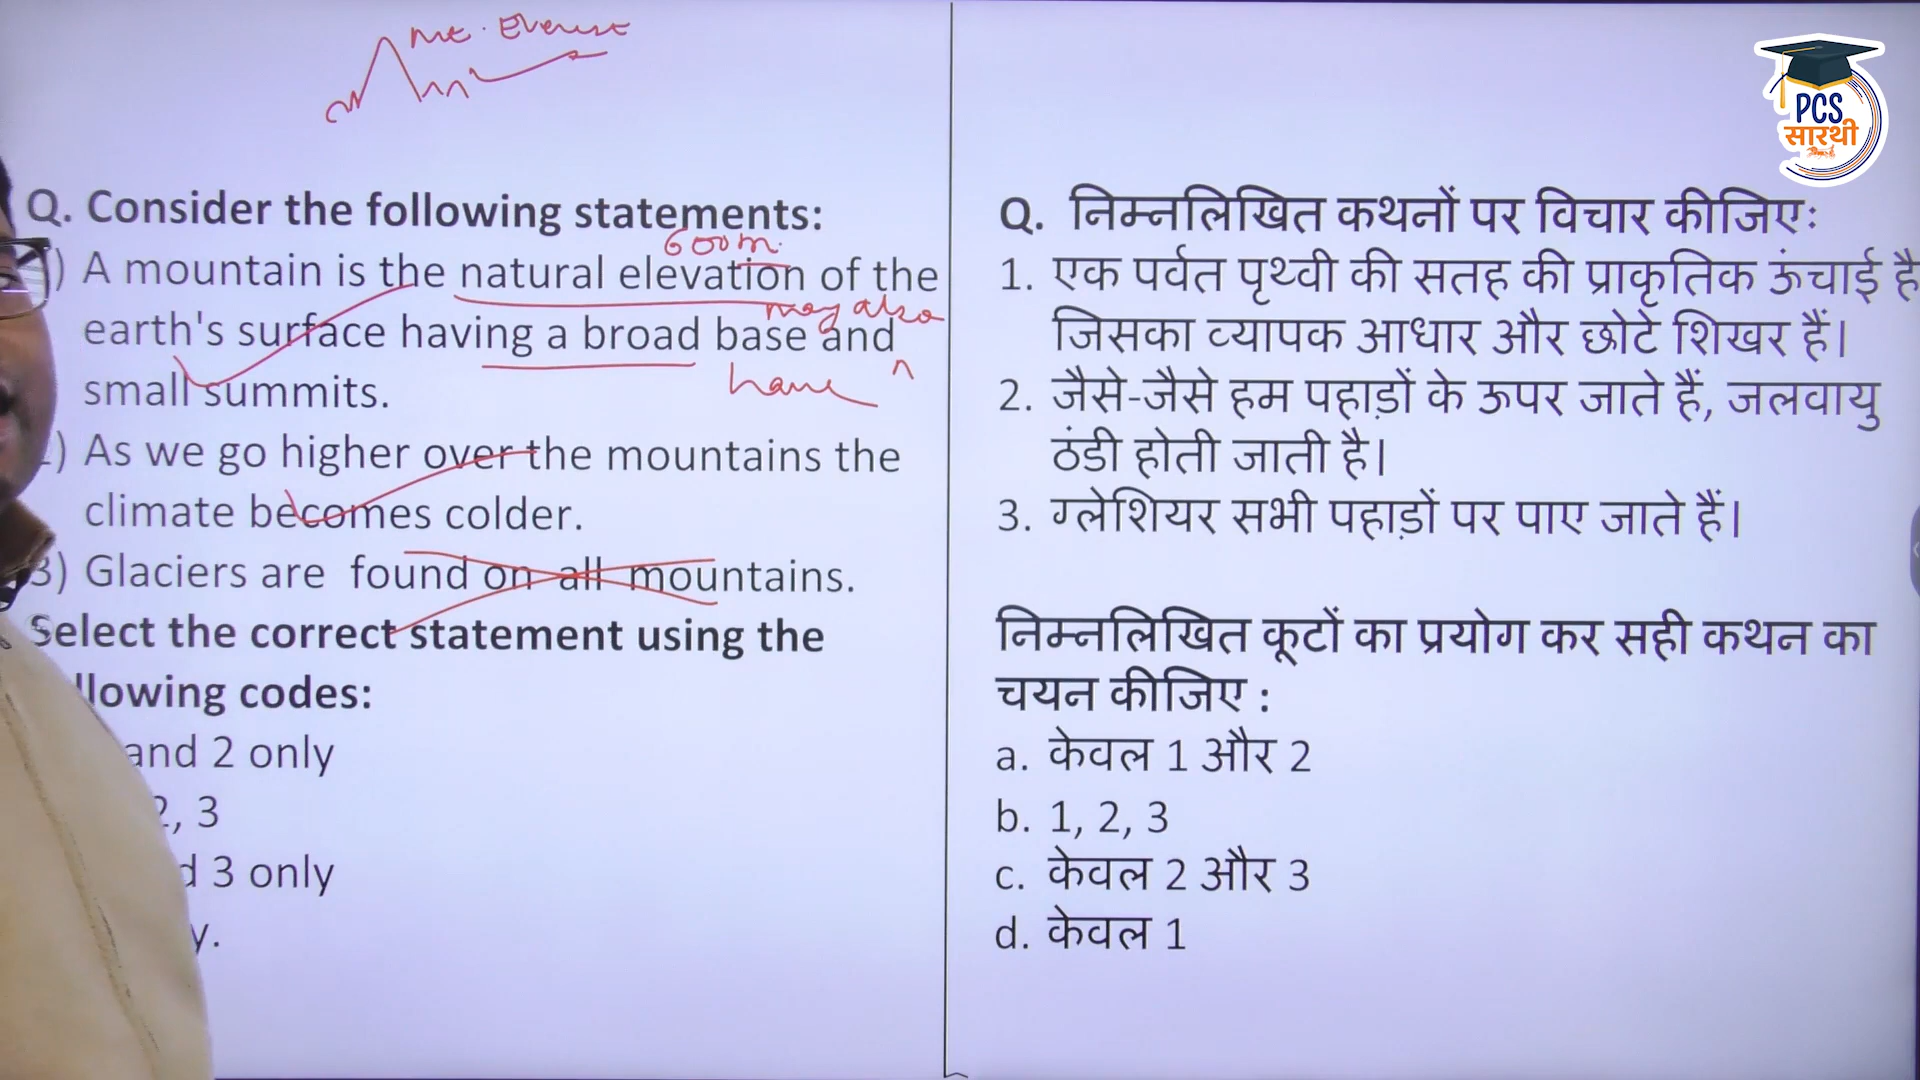 Mt. Everest
PCS
सारथी
Q. Consider the following statements:
600m.
) A mountain is the natural elevation of the
may also
earth's surface having a broad base and
have
small summits.
) As we go higher over the mountains the
climate becomes colder.
3) Glaciers are found on all mountains.
Select the correct statement using the
llowing codes:
and 2 only
2, 3
d 3 only
y.
Q. निम्नलिखित कथनों पर विचार कीजिएः
1. एक पर्वत पृथ्वी की सतह की प्राकृतिक ऊंचाई है
जिसका व्यापक आधार और छोटे शिखर हैं।
2. जैसे-जैसे हम पहाड़ों के ऊपर जाते हैं, जलवायु
ठंडी होती जाती है।
3. ग्लेशियर सभी पहाड़ों पर पाए जाते हैं।
निम्नलिखित कूटों का प्रयोग कर सही कथन का
चयन कीजिए :
a. केवल 1 और 2
b. 1, 2, 3
c. केवल 2 और 3
d. केवल 1